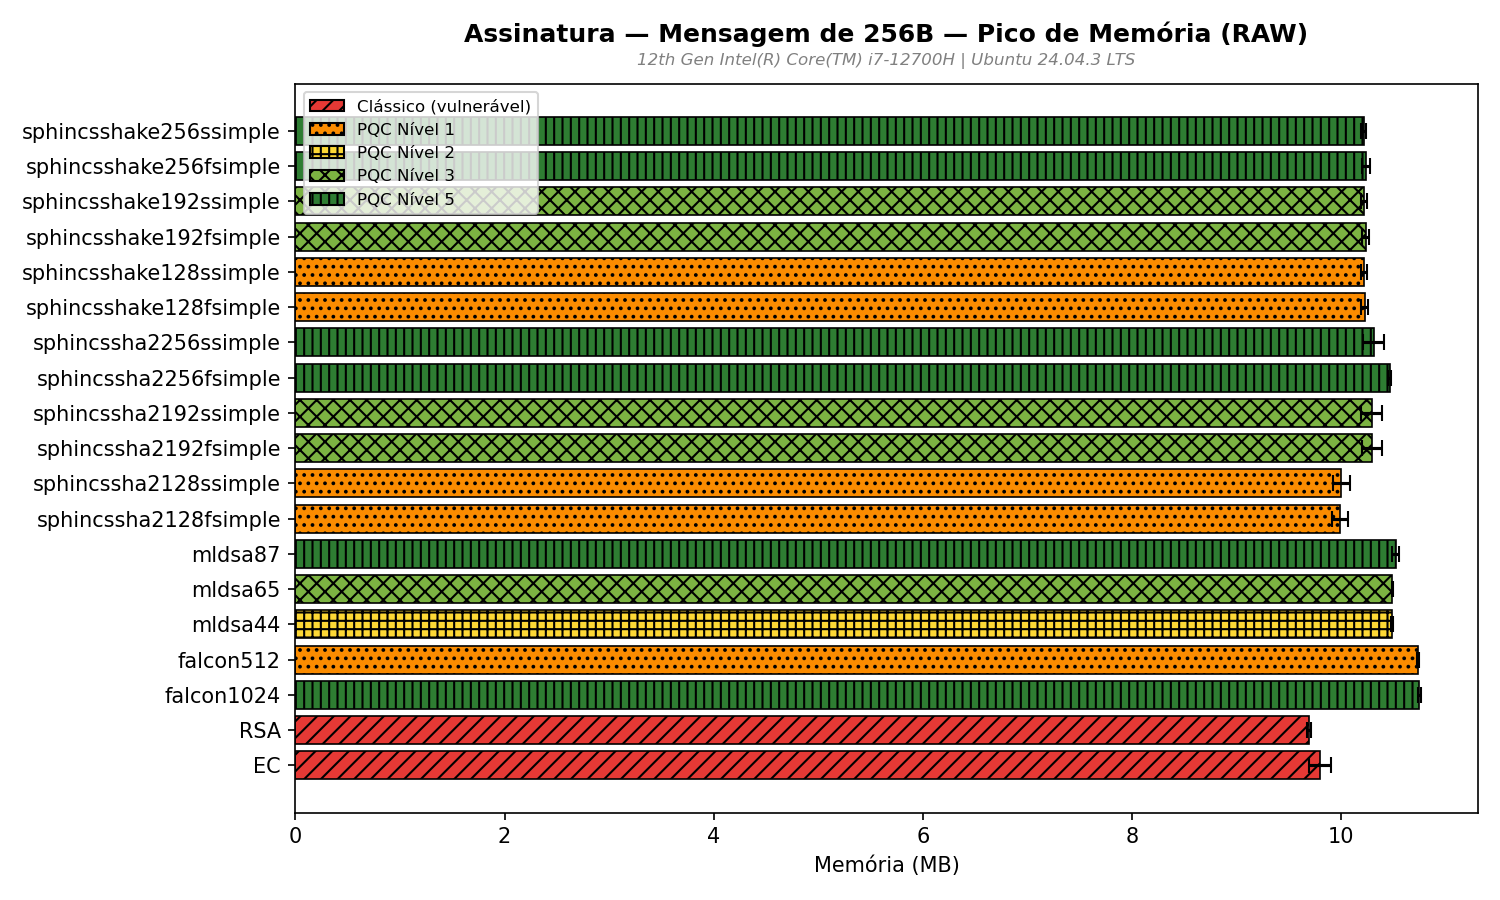 Assinatura — Mensagem de 256B — Pico de Memória (RAW)
12th Gen Intel(R) Core(TM) i7-12700H | Ubuntu 24.04.3 LTS
Clássico (vulnerável)
PQC Nível 1
PQC Nível 2
PQC Nível 3
PQC Nível 5
sphincsshake256ssimple
sphincsshake256fsimple
sphincsshake192ssimple
sphincsshake192fsimple
sphincsshake128ssimple
sphincsshake128fsimple
sphincssha2256ssimple
sphincssha2256fsimple
sphincssha2192ssimple
sphincssha2192fsimple
sphincssha2128ssimple
sphincssha2128fsimple
mldsa87
mldsa65
mldsa44
falcon512
falcon1024
RSA
EC
0 2 4 6 8 10
Memória (MB)